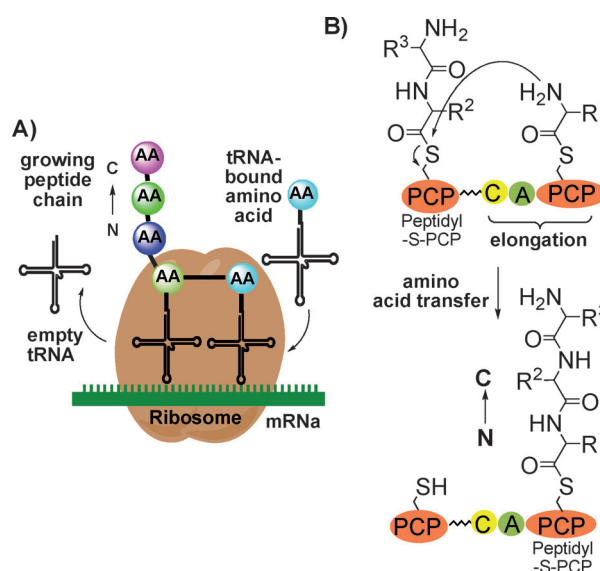 A)
growing
peptide
chain
C
N
AA
AA
AA
AA
AA
tRNA-
bound
amino
acid
AA
empty
tRNA
Ribosome
mRNa
B)
R³
NH₂
O
HN
R²
O
S
H₂N
R
O
S
PCP
C
A
PCP
Peptidyl
-S-PCP
elongation
amino
acid transfer
H₂N
R³
O
NH
R²
O
HN
R
O
S
C
N
SH
PCP
C
A
PCP
Peptidyl
-S-PCP